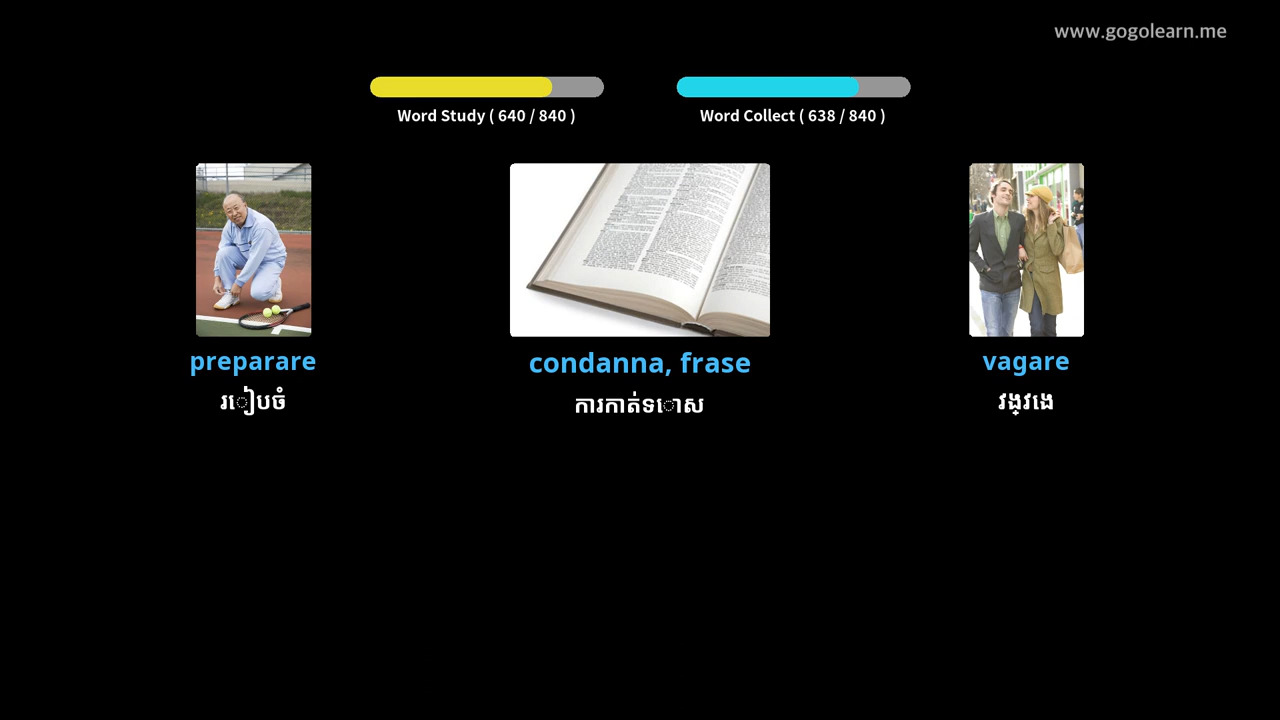 www.gogolearn.me
Word Study ( 640 / 840 )
Word Collect ( 638 / 840 )
preparare
រៀបចំ
condanna, frase
ការកាត់ទោស
vagare
វង្វេង